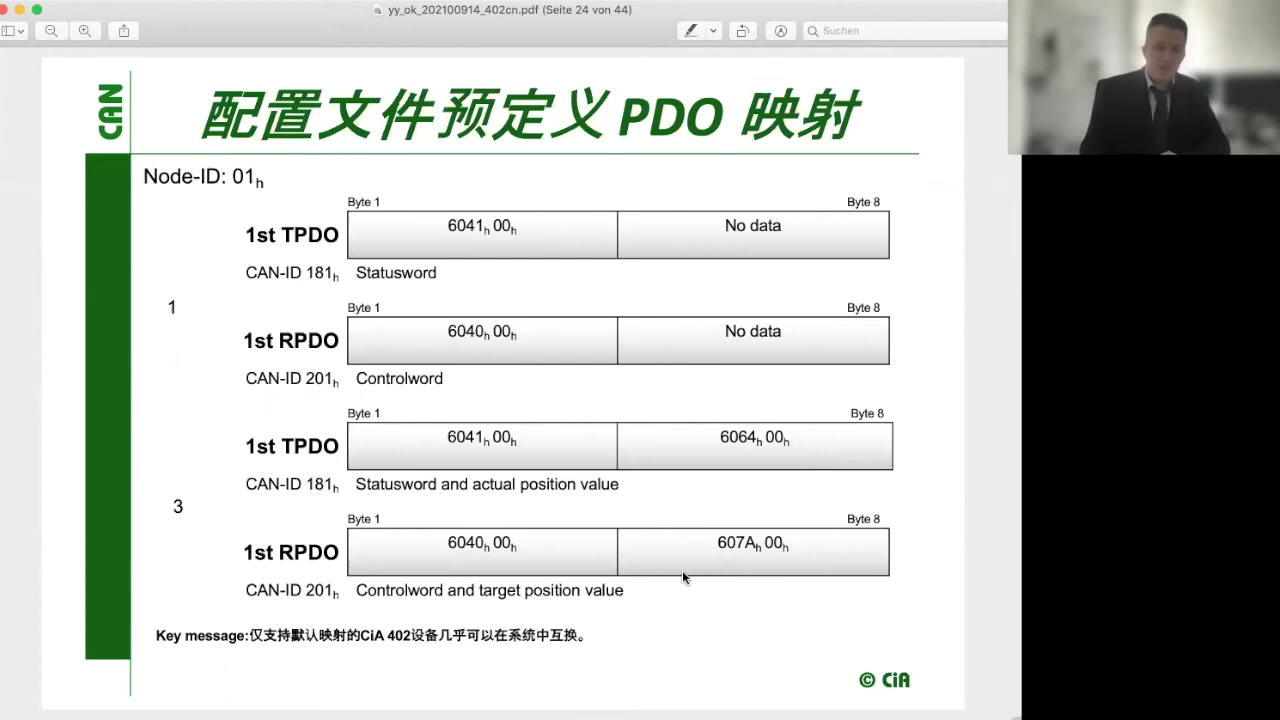 yy_ok_202100914_402cn.pdf (Seite 24 von 44)
Suchen
CAN
配置文件预定义 PDO 映射
Node-ID: 01h
Byte 1 Byte 8
1st TPDO 6041h 00h No data
CAN-ID 181h Statusword
1
Byte 1 Byte 8
1st RPDO 6040h 00h No data
CAN-ID 201h Controlword
Byte 1 Byte 8
1st TPDO 6041h 00h 6064h 00h
CAN-ID 181h Statusword and actual position value
3
Byte 1 Byte 8
1st RPDO 6040h 00h 607Ah 00h
CAN-ID 201h Controlword and target position value
Key message:仅支持默认映射的CiA 402设备几乎可以在系统中互换。
© CiA